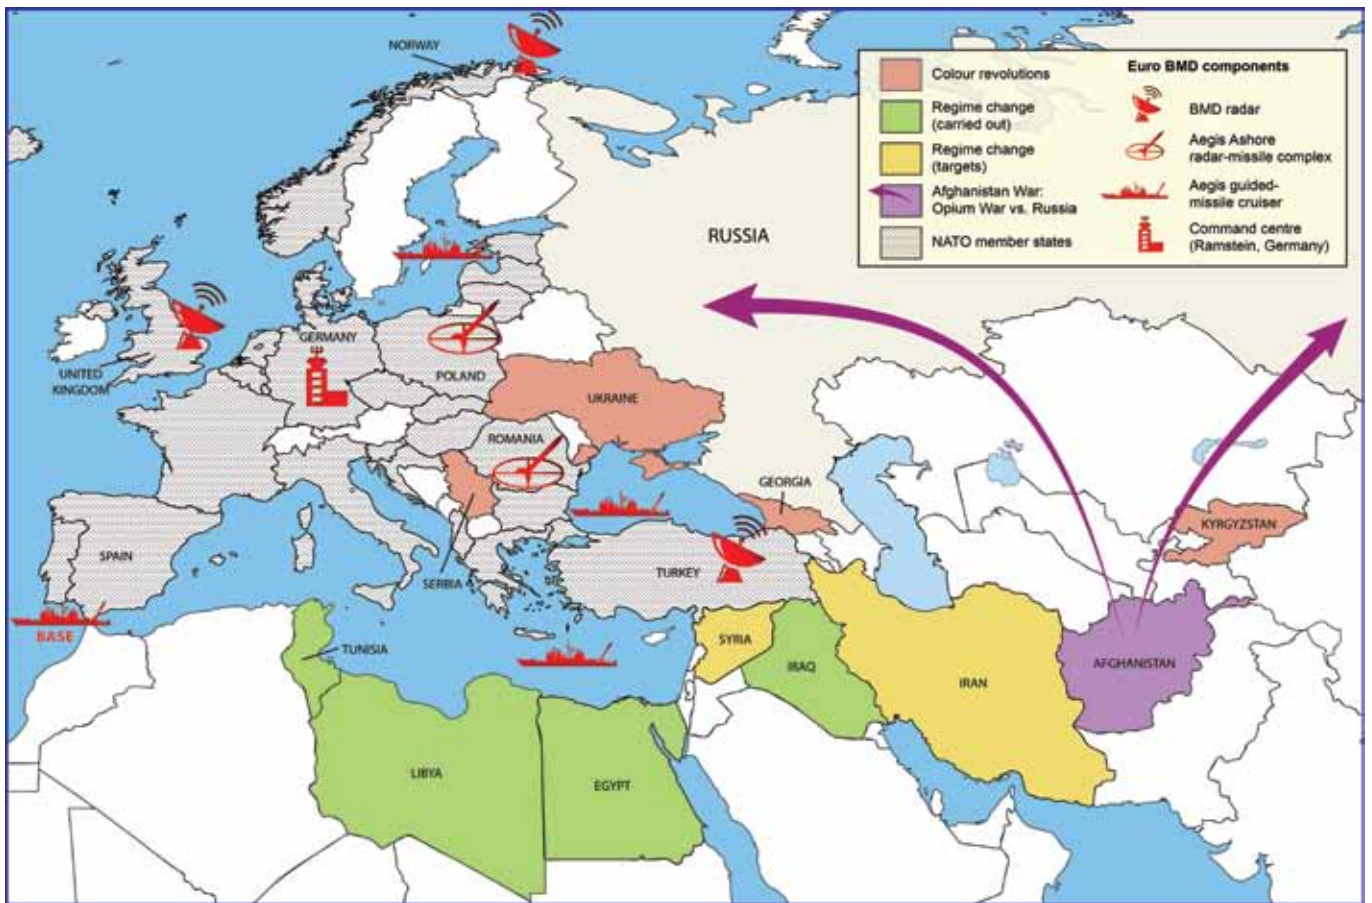 NORWAY
Colour revolutions
Regime change
(carried out)
Regime change
(targets)
Afghanistan War:
Opium War vs. Russia
NATO member states
Euro BMD components
BMD radar
Aegis Ashore
radar-missile complex
Aegis guided-
missile cruiser
Command centre
(Ramstein, Germany)
RUSSIA
UNITED
KINGDOM
GERMANY
POLAND
UKRAINE
ROMANIA
GEORGIA
KYRGYZSTAN
SPAIN
SERBIA
TURKEY
BASE
TUNISIA
SYRIA
IRAQ
IRAN
AFGHANISTAN
LIBYA
EGYPT